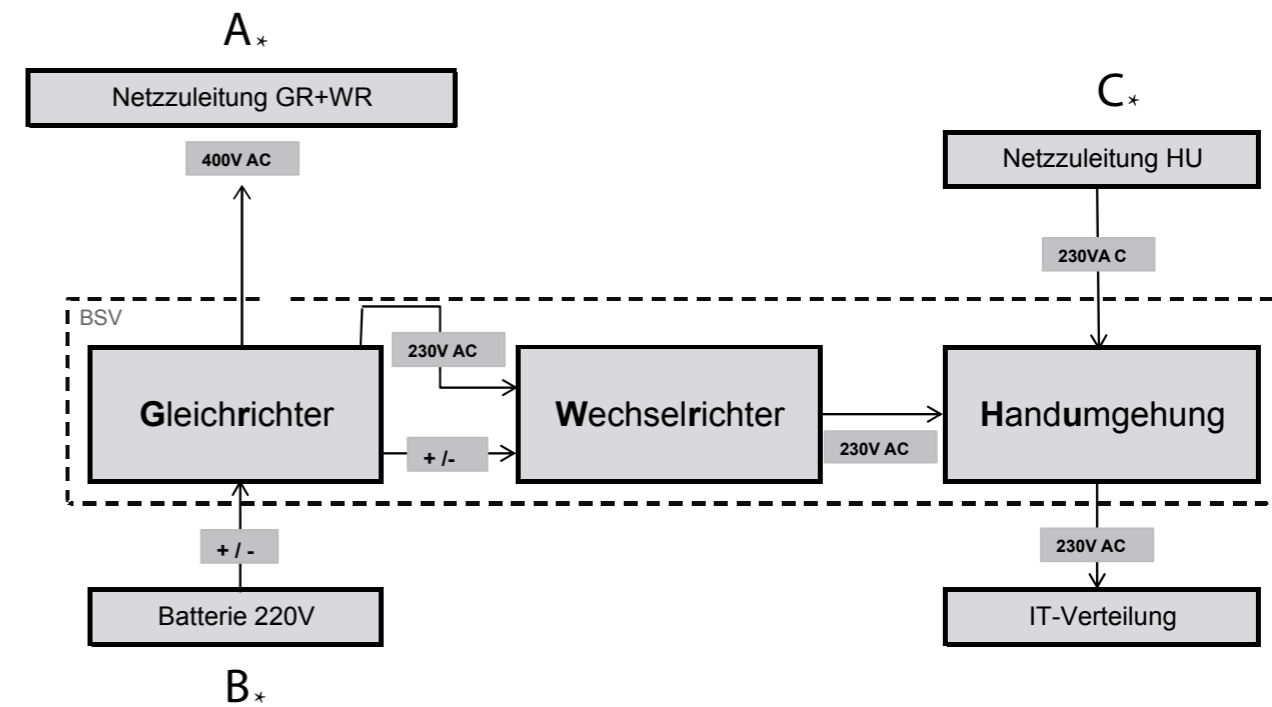 A*
Netzzuleitung GR+WR
C*
400V AC
Netzzuleitung HU
230VA C
BSV
230V AC
Gleichrichter
Wechselrichter
Handumgehung
+ /-
230V AC
+ / -
230V AC
Batterie 220V
IT-Verteilung
B*